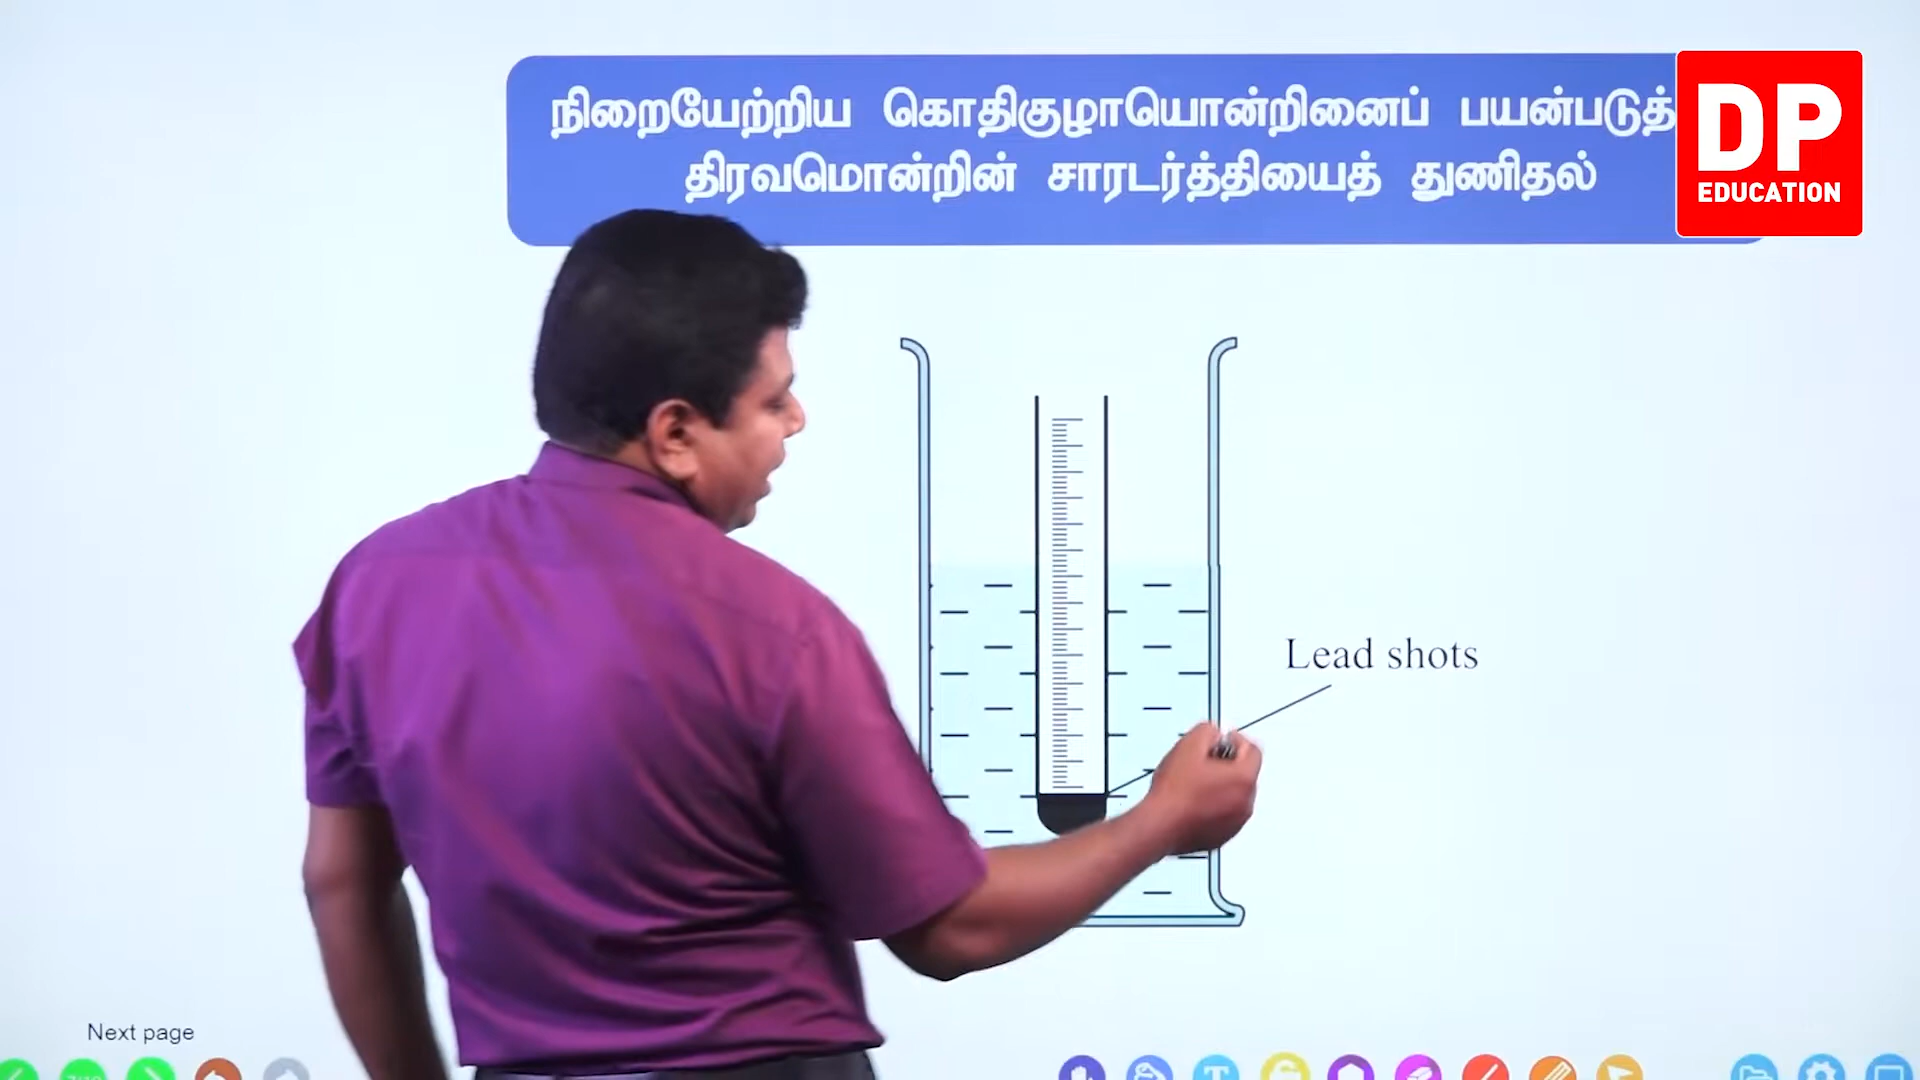 நிறையேற்றிய கொதிகுழாயொன்றினைப் பயன்படுத்
திரவமொன்றின் சாரடர்த்தியைத் துணிதல்
DP
EDUCATION
Lead shots
Next page